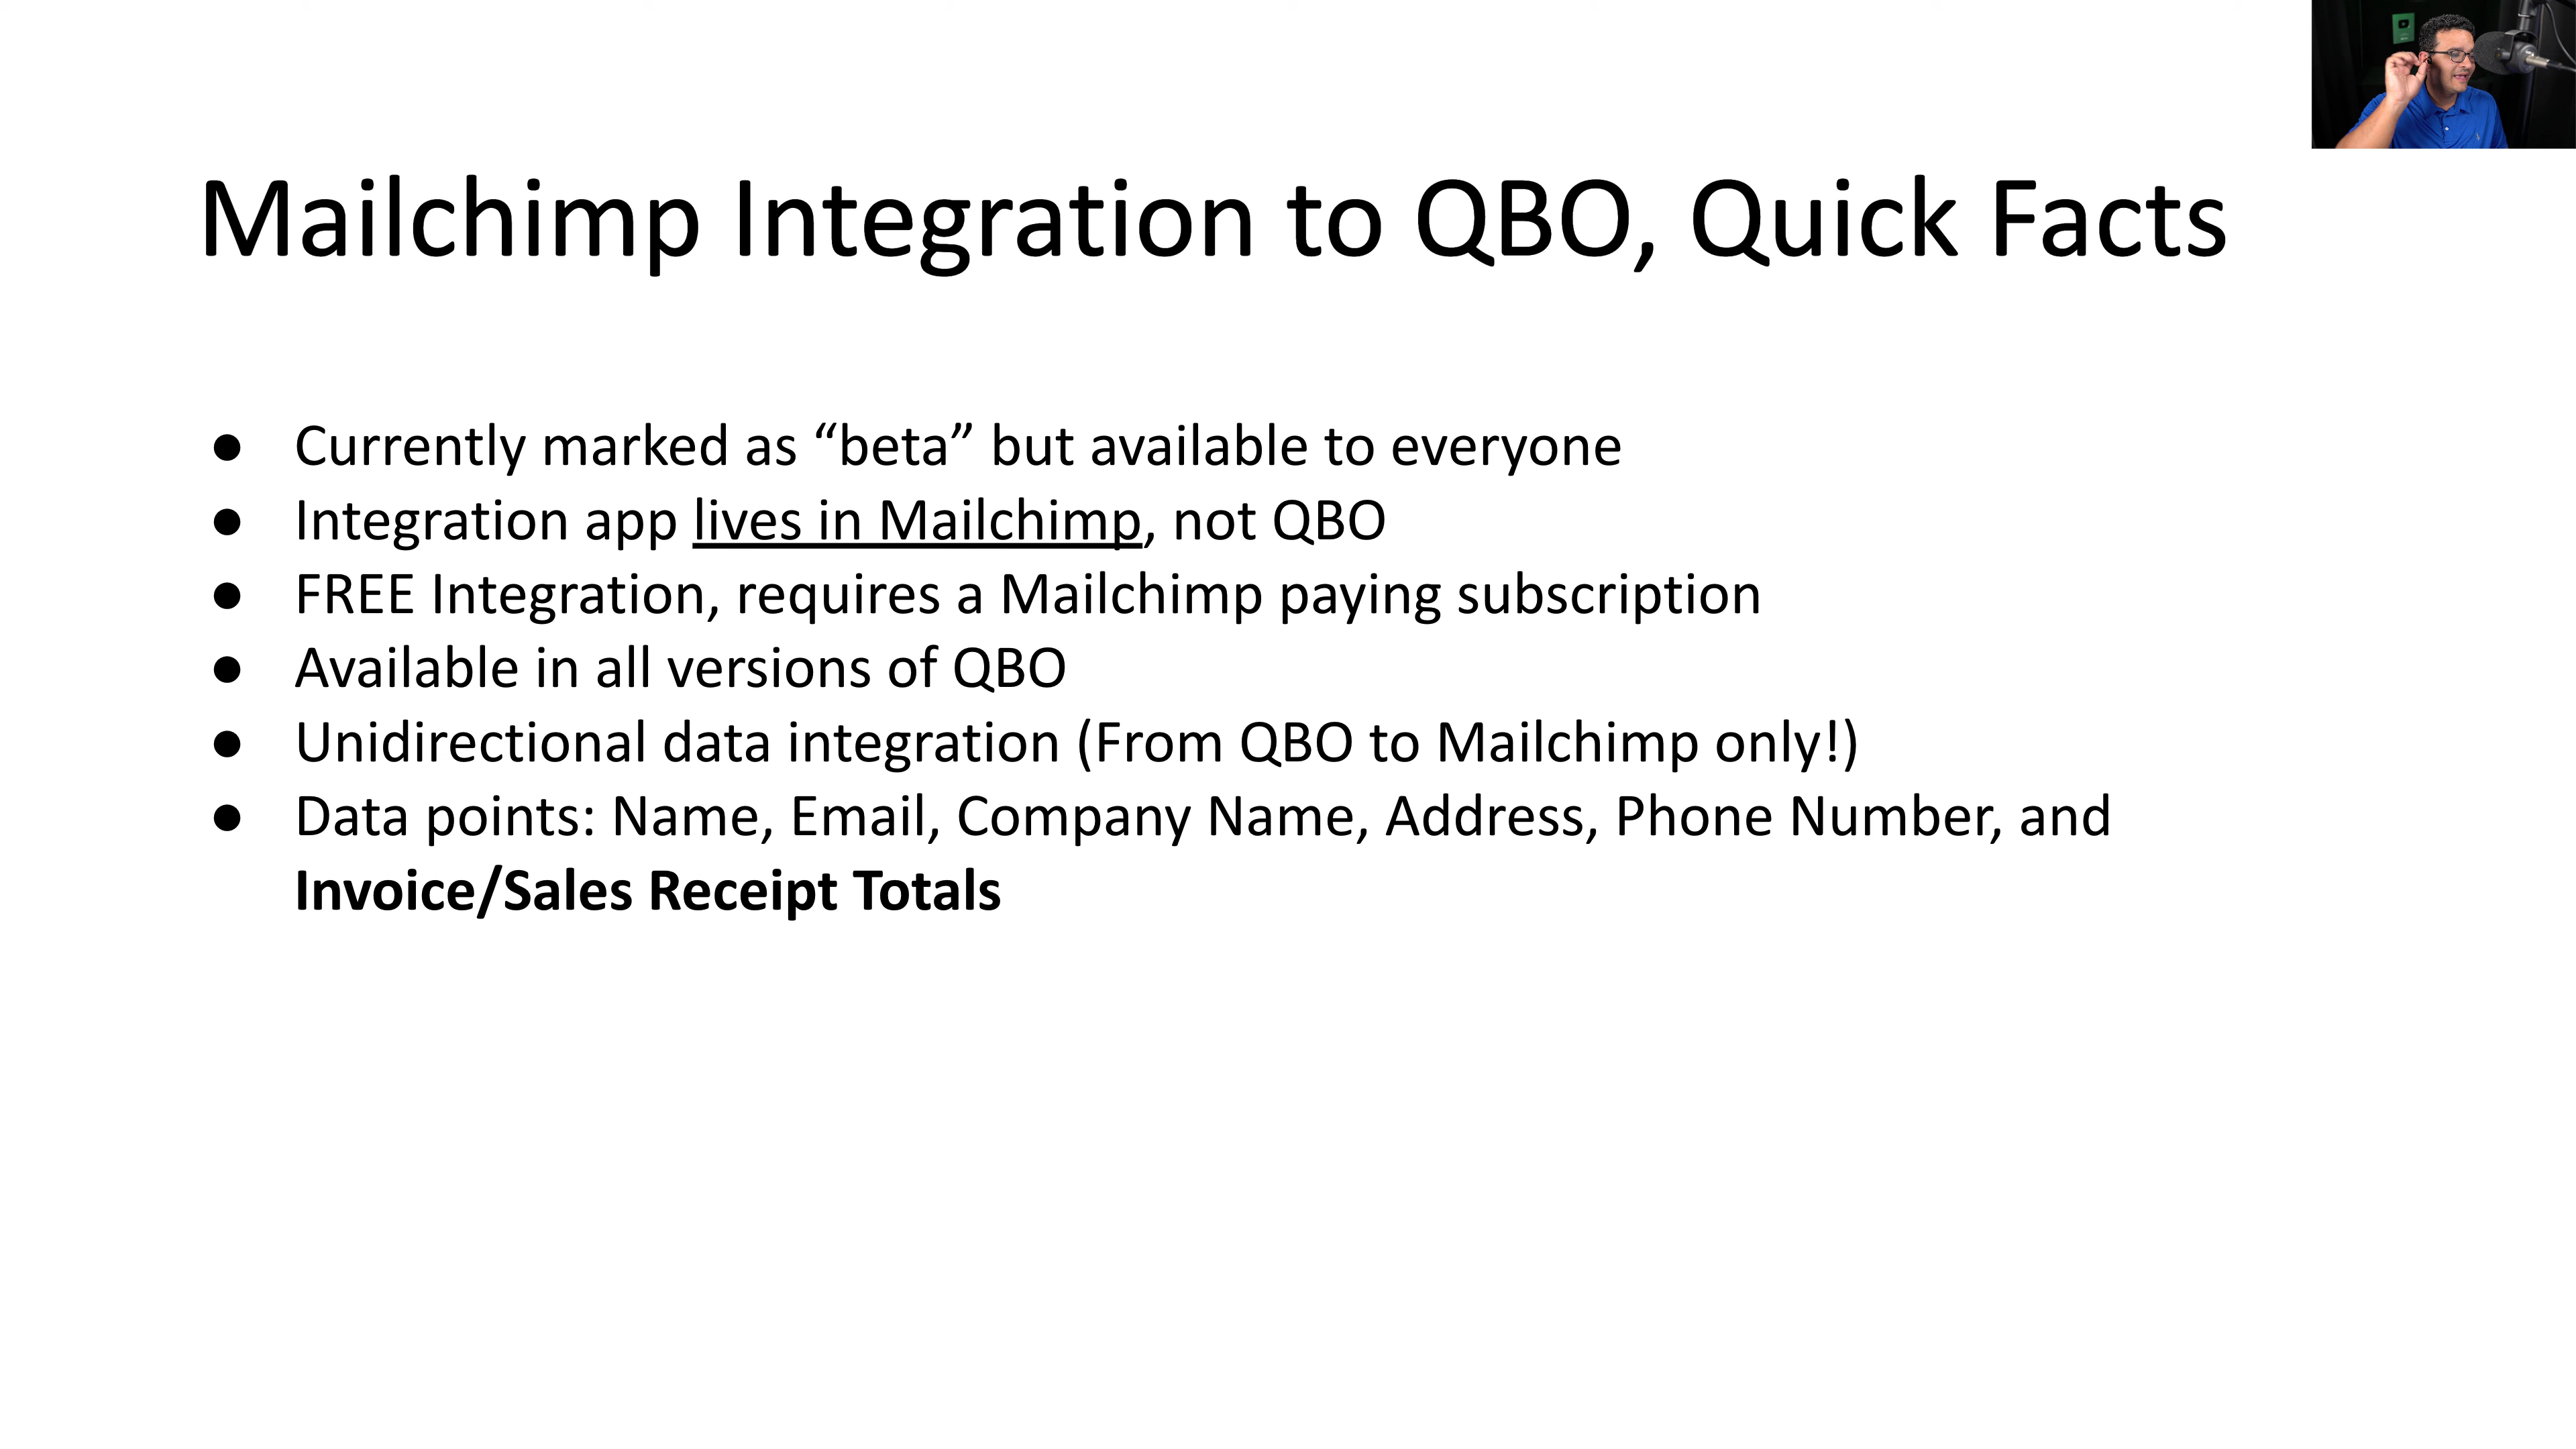 Mailchimp Integration to QBO, Quick Facts
● Currently marked as “beta” but available to everyone
● Integration app lives in Mailchimp, not QBO
● FREE Integration, requires a Mailchimp paying subscription
● Available in all versions of QBO
● Unidirectional data integration (From QBO to Mailchimp only!)
● Data points: Name, Email, Company Name, Address, Phone Number, and
Invoice/Sales Receipt Totals